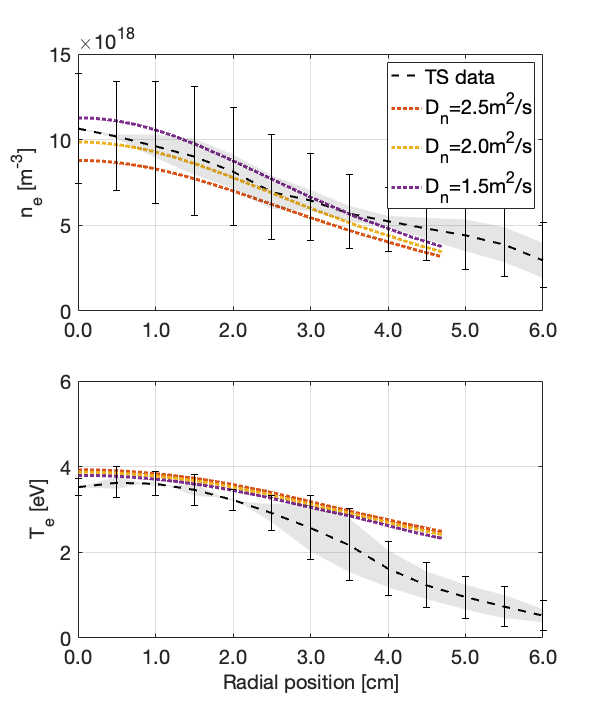 ×10^18
15
10
5
0
n_e [m^-3]
TS data
D_n=2.5m^2/s
D_n=2.0m^2/s
D_n=1.5m^2/s
0.0 1.0 2.0 3.0 4.0 5.0 6.0
6
4
2
0
T_e [eV]
0.0 1.0 2.0 3.0 4.0 5.0 6.0
Radial position [cm]